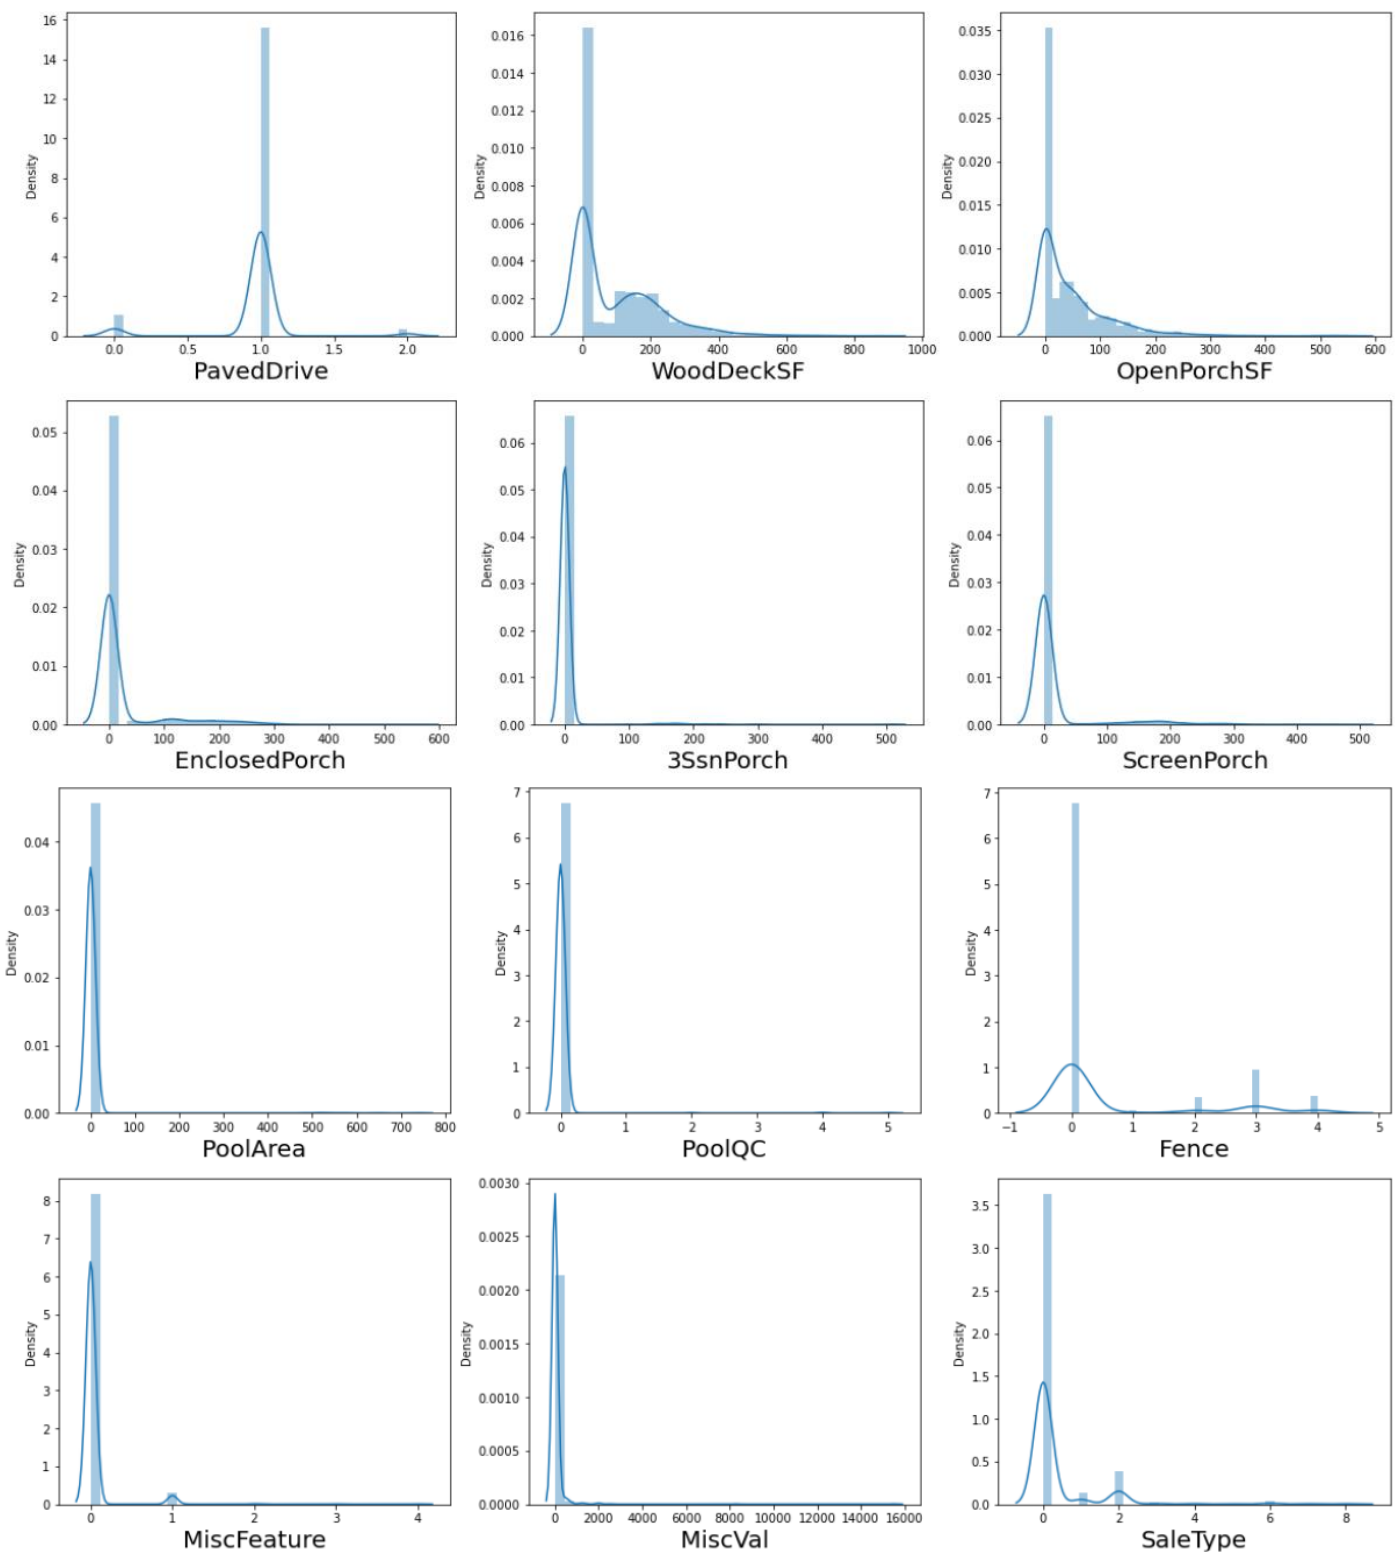 16
14
12
10
8
6
4
2
0
Density
0.0 0.5 1.0 1.5 2.0
PavedDrive
0.016
0.014
0.012
0.010
0.008
0.006
0.004
0.002
0.000
Density
0 200 400 600 800 1000
WoodDeckSF
0.035
0.030
0.025
0.020
0.015
0.010
0.005
0.000
Density
0 100 200 300 400 500 600
OpenPorchSF
0.05
0.04
0.03
0.02
0.01
0.00
Density
0 100 200 300 400 500 600
EnclosedPorch
0.06
0.05
0.04
0.03
0.02
0.01
0.00
Density
0 100 200 300 400 500
3SsnPorch
0.06
0.05
0.04
0.03
0.02
0.01
0.00
Density
0 100 200 300 400 500
ScreenPorch
0.04
0.03
0.02
0.01
0.00
Density
0 100 200 300 400 500 600 700 800
PoolArea
7
6
5
4
3
2
1
0
Density
0 1 2 3 4 5
PoolQC
7
6
5
4
3
2
1
0
Density
−1 0 1 2 3 4 5
Fence
8
7
6
5
4
3
2
1
0
Density
0 1 2 3 4
MiscFeature
0.0030
0.0025
0.0020
0.0015
0.0010
0.0005
0.0000
Density
0 2000 4000 6000 8000 10000 12000 14000 16000
MiscVal
3.5
3.0
2.5
2.0
1.5
1.0
0.5
0.0
Density
0 2 4 6 8
SaleType